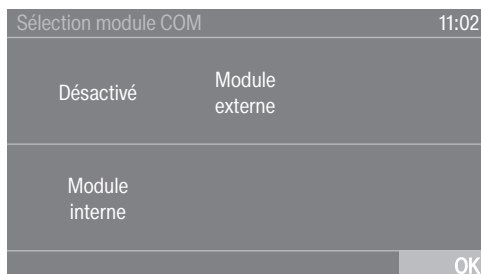 Sélection module COM 11:02
Désactivé
Module
externe
Module
interne
OK